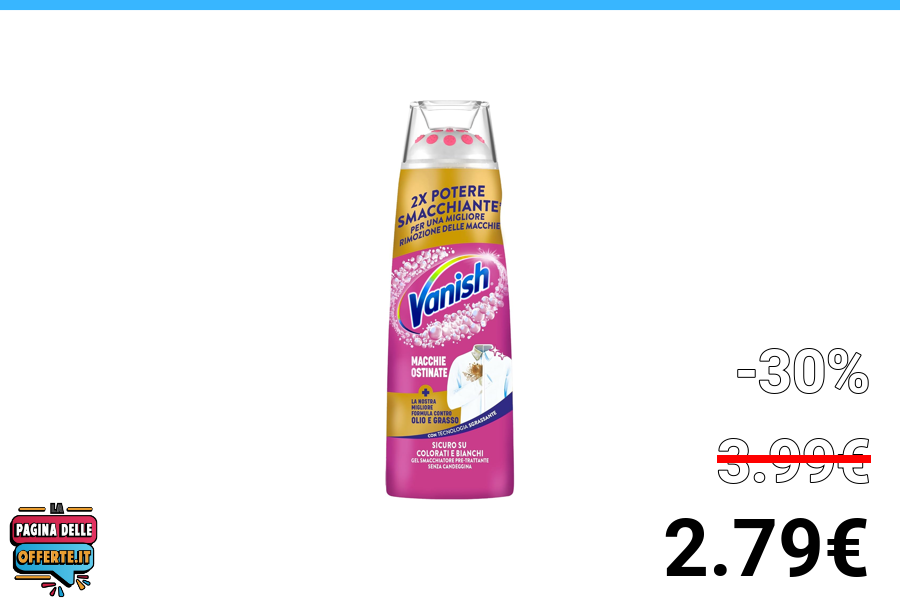 2X POTERE
SMACCHIANTE
PER UNA MIGLIORE
RIMOZIONE DELLE MACCHIE
Vanish
MACCHIE
OSTINATE
+
LA NOSTRA
MIGLIORE
FORMULA CONTRO
OLIO E GRASSO
CON TECNOLOGIA SGRASSANTE
SICURO SU
COLORATI E BIANCHI
GEL SMACCHIATORE PRE-TRATTANTE
SENZA CANDEGGINA
-30%
3.99€
2.79€
LA
PAGINA DELLE
OFFERTE.IT